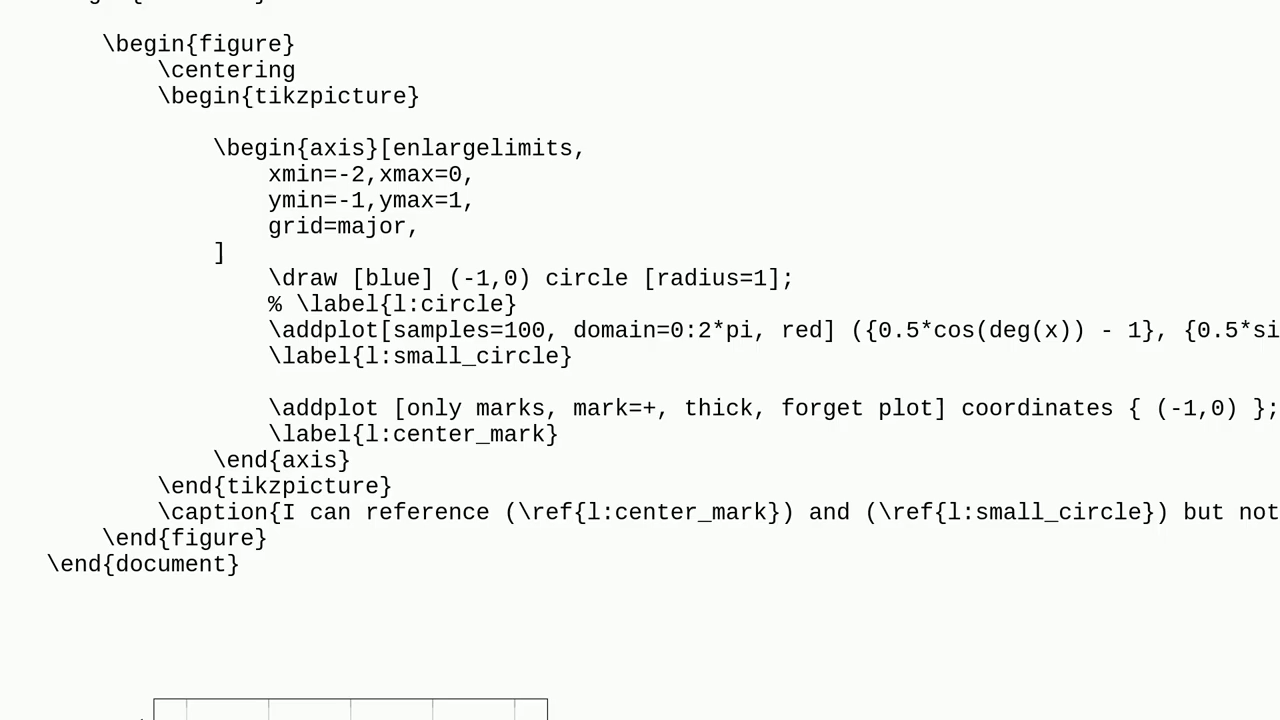 \begin{figure}
\centering
\begin{tikzpicture}
\begin{axis}[enlargelimits,
xmin=-2,xmax=0,
ymin=-1,ymax=1,
grid=major,
]
\draw [blue] (-1,0) circle [radius=1];
% \label{l:circle}
\addplot[samples=100, domain=0:2*pi, red] ({0.5*cos(deg(x)) - 1}, {0.5*si
\label{l:small_circle}
\addplot [only marks, mark=+, thick, forget plot] coordinates { (-1,0) };
\label{l:center_mark}
\end{axis}
\end{tikzpicture}
\caption{I can reference (\ref{l:center_mark}) and (\ref{l:small_circle}) but not
\end{figure}
\end{document}